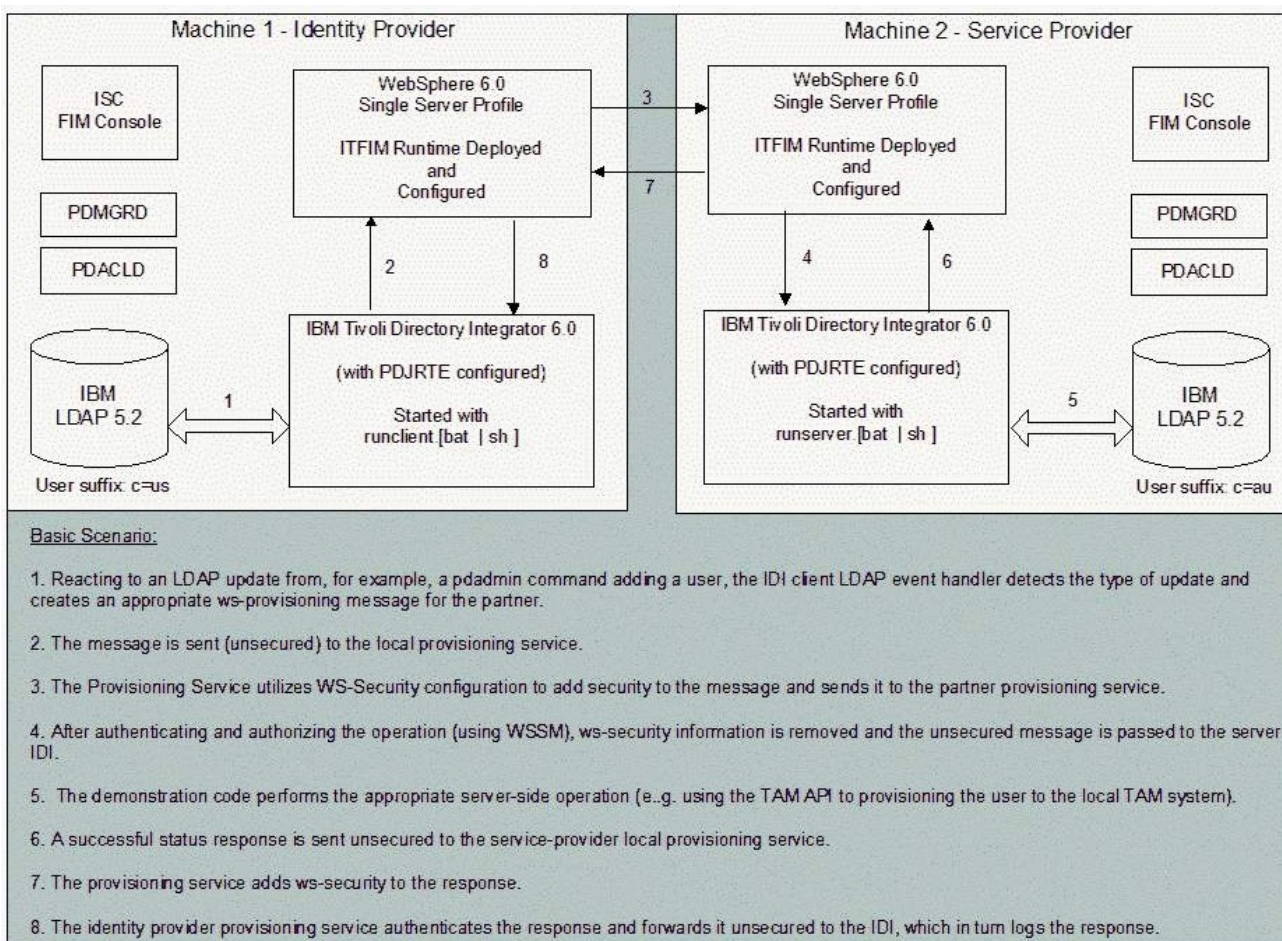 Machine 1 - Identity Provider
ISC
FIM Console
WebSphere 6.0
Single Server Profile
ITFIM Runtime Deployed
and
Configured
PDMGRD
PDACLD
2
8
IBM
LDAP 5.2
User suffix: c=us
1
IBM Tivoli Directory Integrator 6.0
(with PDJRTE configured)
Started with
runclient.[bat | sh ]
3
7
Machine 2 - Service Provider
WebSphere 6.0
Single Server Profile
ITFIM Runtime Deployed
and
Configured
ISC
FIM Console
PDMGRD
PDACLD
4
6
IBM Tivoli Directory Integrator 6.0
(with PDJRTE configured)
Started with
runserver.[bat | sh ]
5
IBM
LDAP 5.2
User suffix: c=au
Basic Scenario:
1. Reacting to an LDAP update from, for example, a pdadmin command adding a user, the IDI client LDAP event handler detects the type of update and
creates an appropriate ws-provisioning message for the partner.
2. The message is sent (unsecured) to the local provisioning service.
3. The Provisioning Service utilizes WS-Security configuration to add security to the message and sends it to the partner provisioning service.
4. After authenticating and authorizing the operation (using WSSM), ws-security information is removed and the unsecured message is passed to the server
IDI.
5. The demonstration code performs the appropriate server-side operation (e..g. using the TAM API to provisioning the user to the local TAM system).
6. A successful status response is sent unsecured to the service-provider local provisioning service.
7. The provisioning service adds ws-security to the response.
8. The identity provider provisioning service authenticates the response and forwards it unsecured to the IDI, which in turn logs the response.